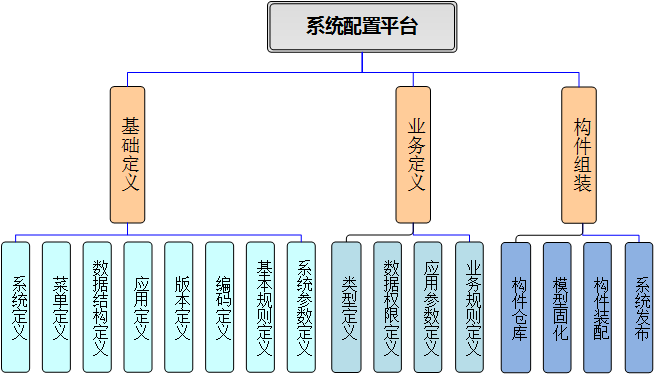 系统配置平台
基础定义
业务定义
构件组装
系统定义
菜单定义
数据结构定义
应用定义
版本定义
编码定义
基本规则定义
系统参数定义
类型定义
数据权限定义
应用参数定义
业务规则定义
构件仓库
模型固化
构件装配
系统发布